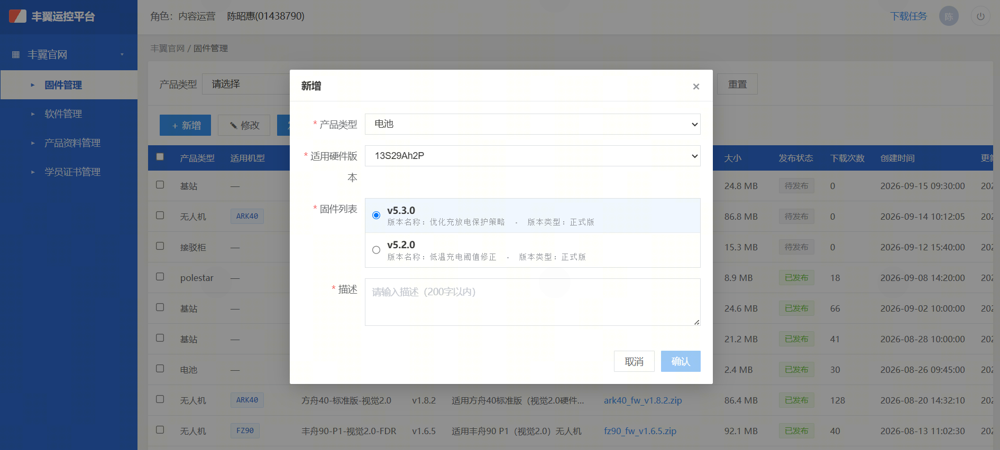 丰翼运控平台
角色：内容运营 陈昭惠(01438790)
下载任务 陈
丰翼官网
固件管理
软件管理
产品资料管理
学员证书管理
丰翼官网 / 固件管理
产品类型 请选择 重置
+ 新增 修改
产品类型 适用机型 大小 发布状态 下载次数 创建时间
基站 — 24.8 MB 待发布 0 2026-09-15 09:30:00 202
无人机 ARK40 86.8 MB 待发布 0 2026-09-14 10:12:05 202
接驳柜 — 15.3 MB 待发布 0 2026-09-12 15:40:00 202
polestar — 8.9 MB 已发布 18 2026-09-08 14:20:00 202
基站 — 24.6 MB 已发布 66 2026-09-02 10:00:00 202
基站 — 21.2 MB 已发布 41 2026-08-28 10:00:00 202
电池 — 2.4 MB 已发布 30 2026-08-26 09:45:00 202
无人机 ARK40 方舟40-标准版-视觉2.0 v1.8.2 适用方舟40标准版（视觉2.0硬件... ark40_fw_v1.8.2.zip 86.4 MB 已发布 128 2026-08-20 14:32:10 202
无人机 FZ90 丰舟90-P1-视觉2.0-FDR v1.6.5 适用丰舟90 P1（视觉2.0）无人机 fz90_fw_v1.6.5.zip 92.1 MB 已发布 40 2026-08-13 11:02:30 202
新增 ×
* 产品类型 电池
* 适用硬件版本 13S29Ah2P
* 固件列表
v5.3.0
版本名称：优化充放电保护策略 · 版本类型：正式版
v5.2.0
版本名称：低温充电阈值修正 · 版本类型：正式版
* 描述 请输入描述（200字以内）
取消 确认